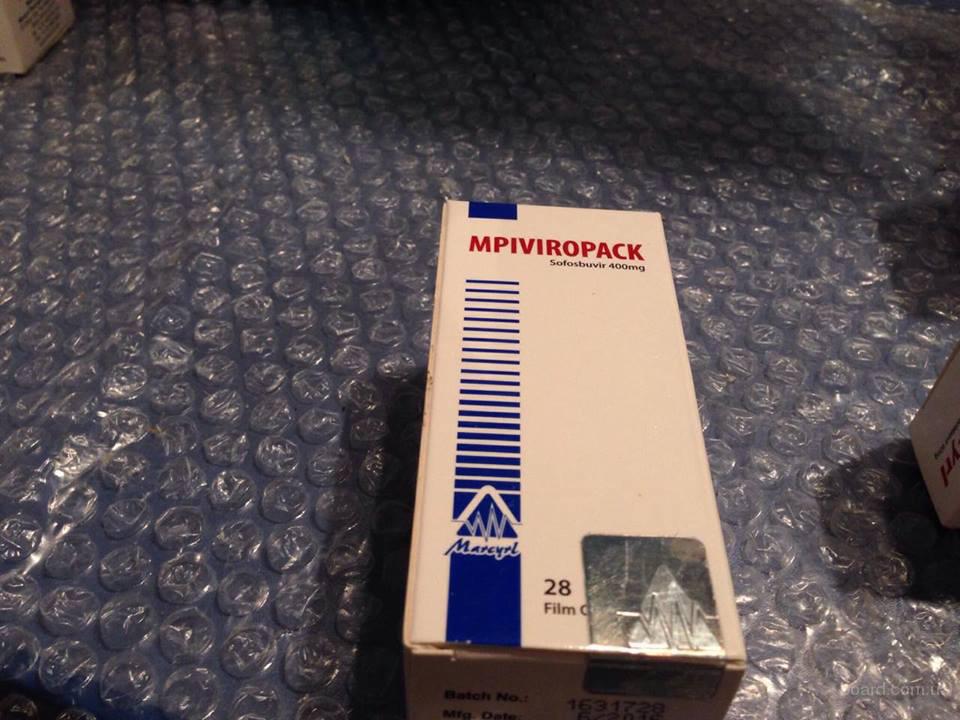 MPIVIROPACK
Sofosbuvir 400mg
Marcyrl
28
Film
Batch No.: 1631728
Mfg. Date: